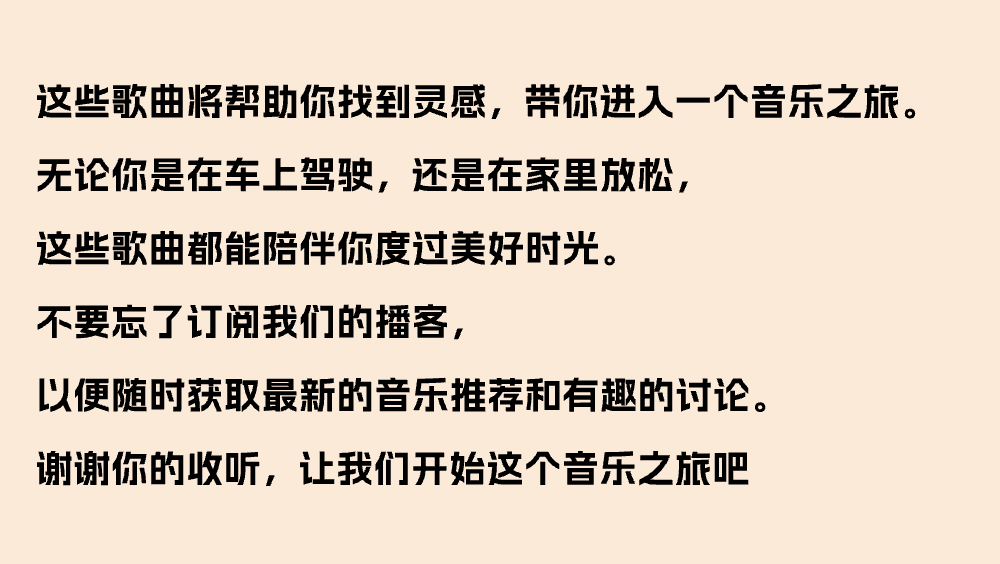 这些歌曲将帮助你找到灵感，带你进入一个音乐之旅。
无论你是在车上驾驶，还是在家里放松，
这些歌曲都能陪伴你度过美好时光。
不要忘了订阅我们的播客，
以便随时获取最新的音乐推荐和有趣的讨论。
谢谢你的收听，让我们开始这个音乐之旅吧